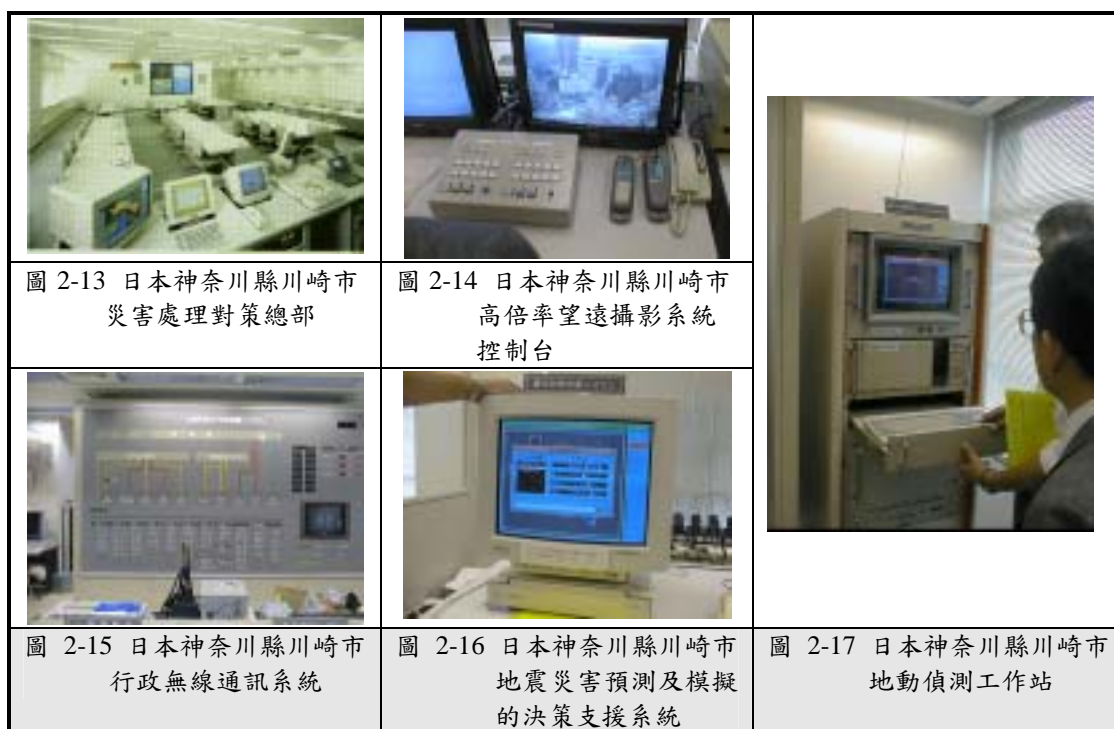 圖 2-13 日本神奈川縣川崎市
災害處理對策總部
圖 2-14 日本神奈川縣川崎市
高倍率望遠攝影系統
控制台
圖 2-15 日本神奈川縣川崎市
行政無線通訊系統
圖 2-16 日本神奈川縣川崎市
地震災害預測及模擬
的決策支援系統
圖 2-17 日本神奈川縣川崎市
地動偵測工作站